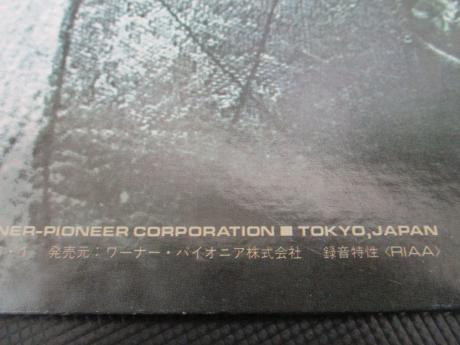 NER-PIONEER CORPORATION ■ TOKYO, JAPAN
・イ 発売元：ワーナー・パイオニア株式会社 録音特性〈RIAA〉